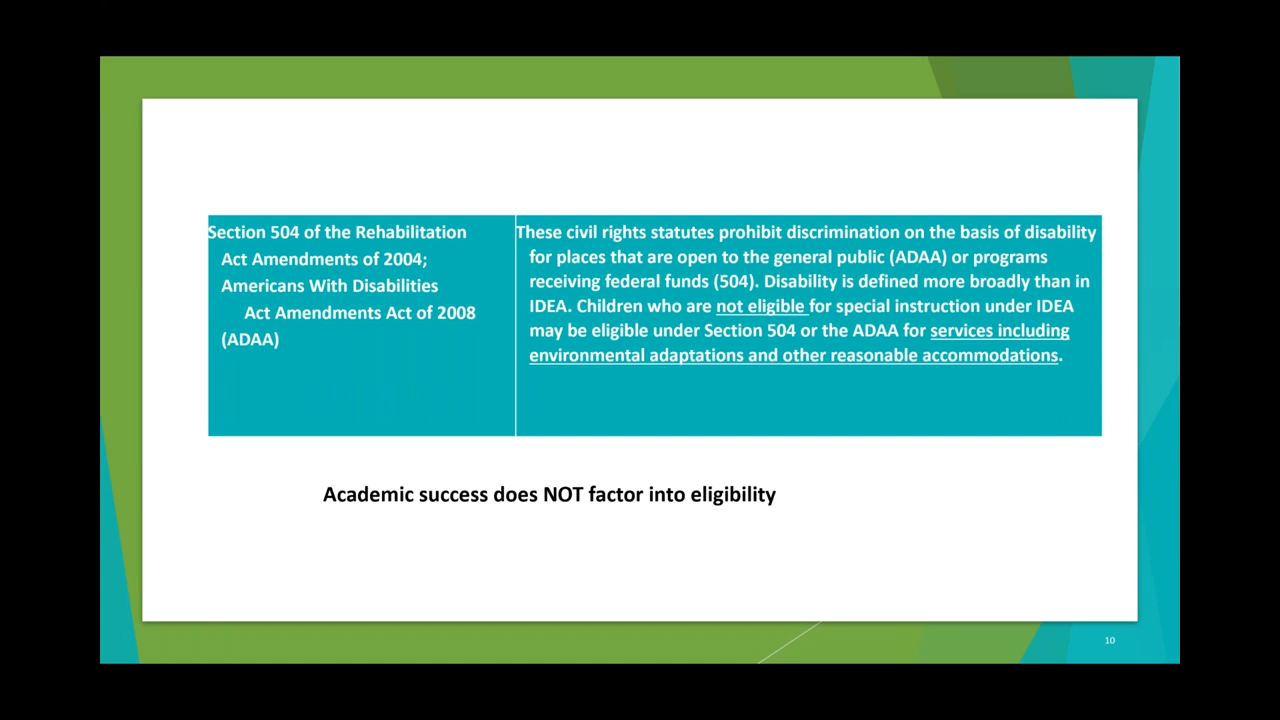 Section 504 of the Rehabilitation
Act Amendments of 2004;
Americans With Disabilities
Act Amendments Act of 2008
(ADAA)
These civil rights statutes prohibit discrimination on the basis of disability
for places that are open to the general public (ADAA) or programs
receiving federal funds (504). Disability is defined more broadly than in
IDEA. Children who are not eligible for special instruction under IDEA
may be eligible under Section 504 or the ADAA for services including
environmental adaptations and other reasonable accommodations.
Academic success does NOT factor into eligibility
10